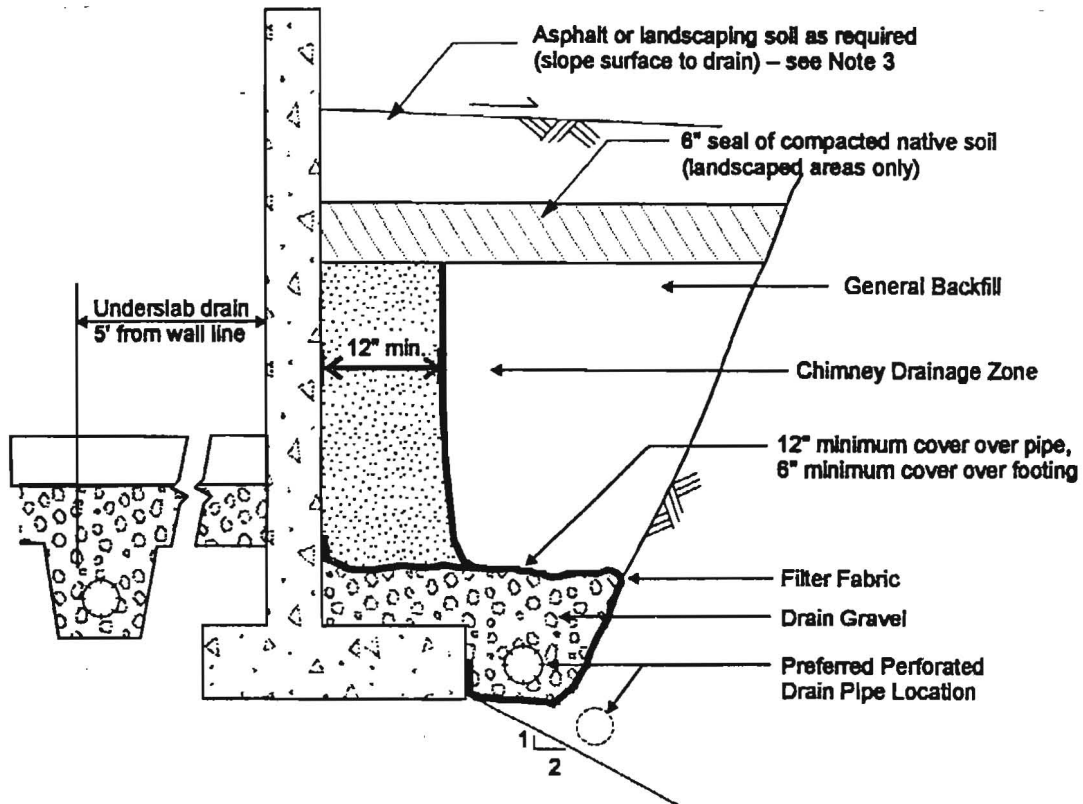 Asphalt or landscaping soil as required
(slope surface to drain) – see Note 3
6" seal of compacted native soil
(landscaped areas only)
General Backfill
Underslab drain
5' from wall line
12" min.
Chimney Drainage Zone
12" minimum cover over pipe,
6" minimum cover over footing
Filter Fabric
Drain Gravel
Preferred Perforated
Drain Pipe Location
1
2